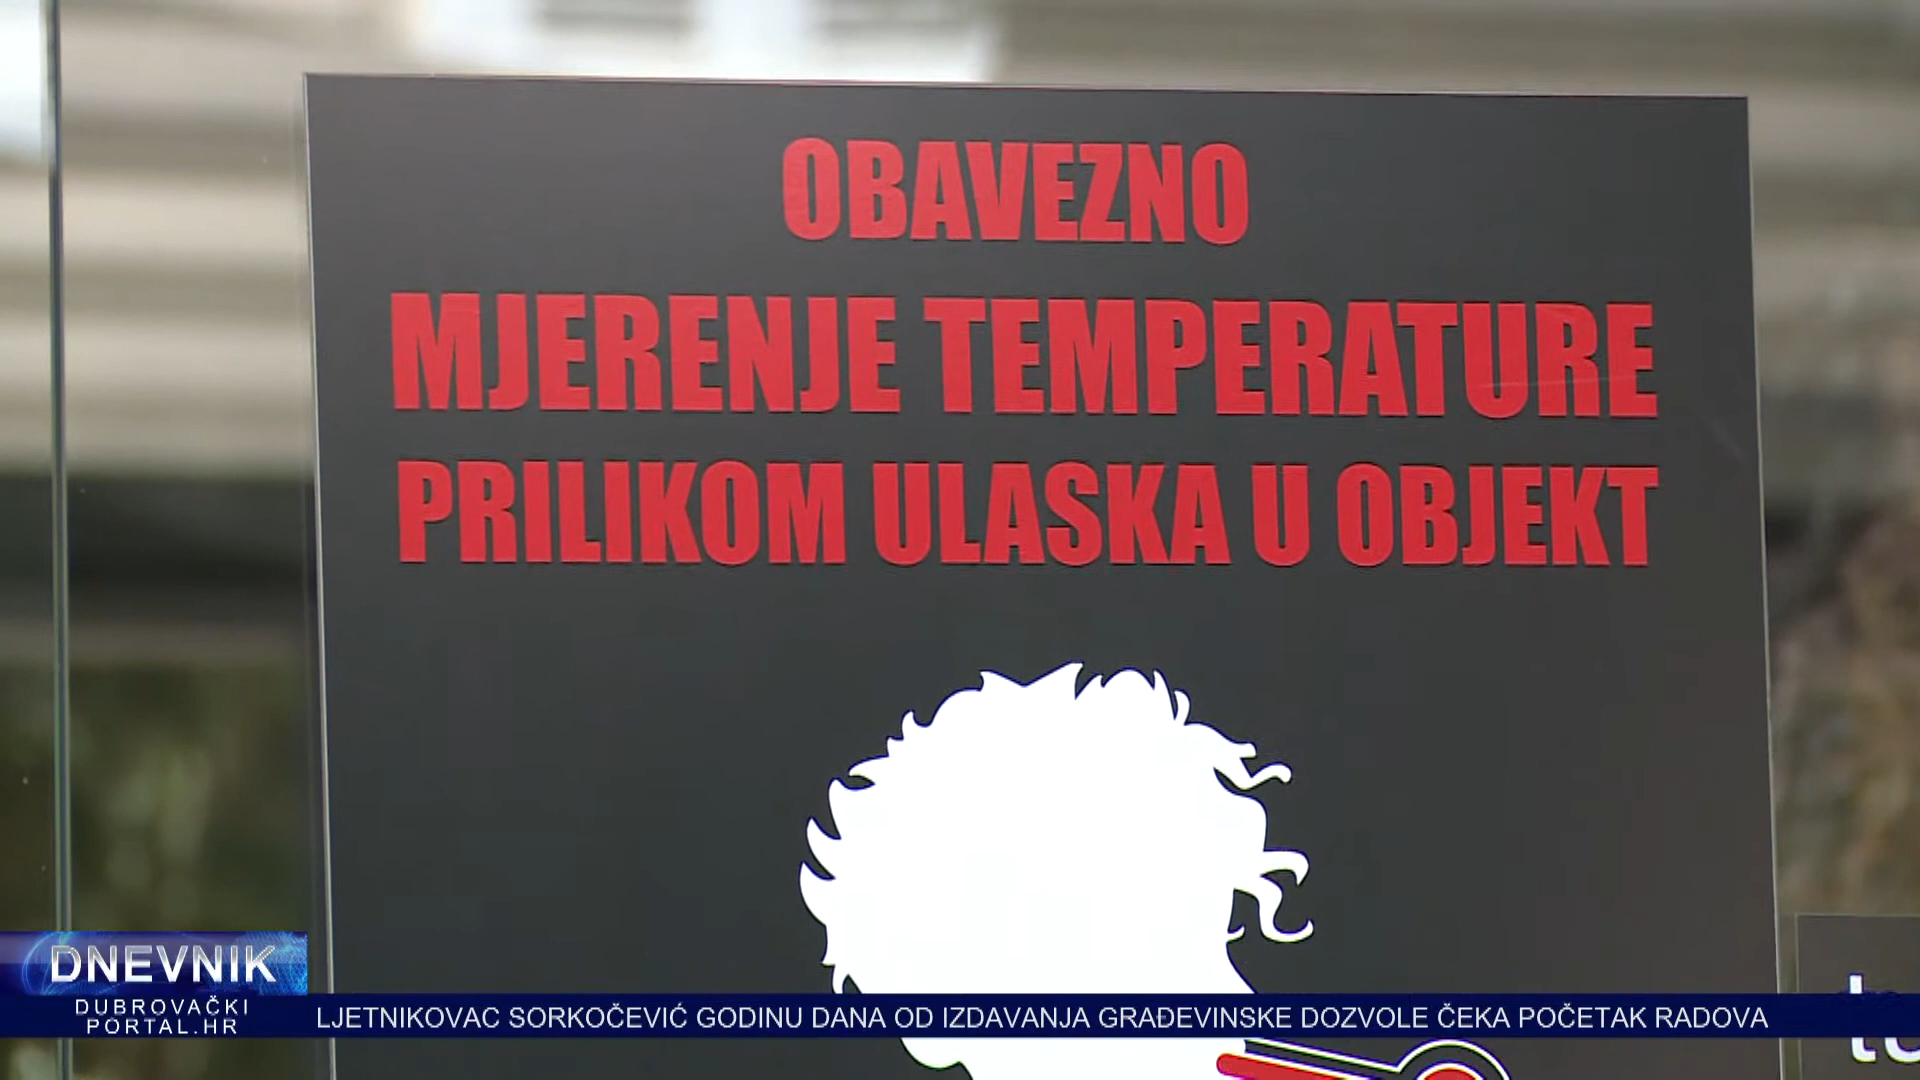 OBAVEZNO
MJERENJE TEMPERATURE
PRILIKOM ULASKA U OBJEKT
DNEVNIK
DUBROVAČKI
PORTAL.HR
LJETNIKOVAC SORKOČEVIĆ GODINU DANA OD IZDAVANJA GRAĐEVINSKE DOZVOLE ČEKA POČETAK RADOVA